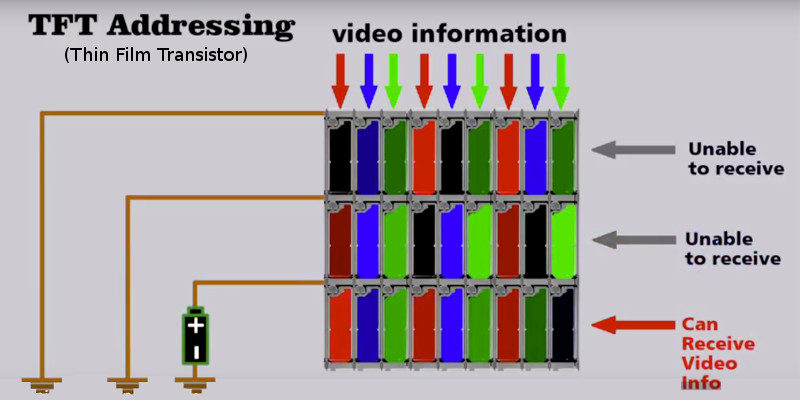 TFT Addressing
(Thin Film Transistor)
video information
Unable
to receive
Unable
to receive
+
-
Can
Receive
Video
Info